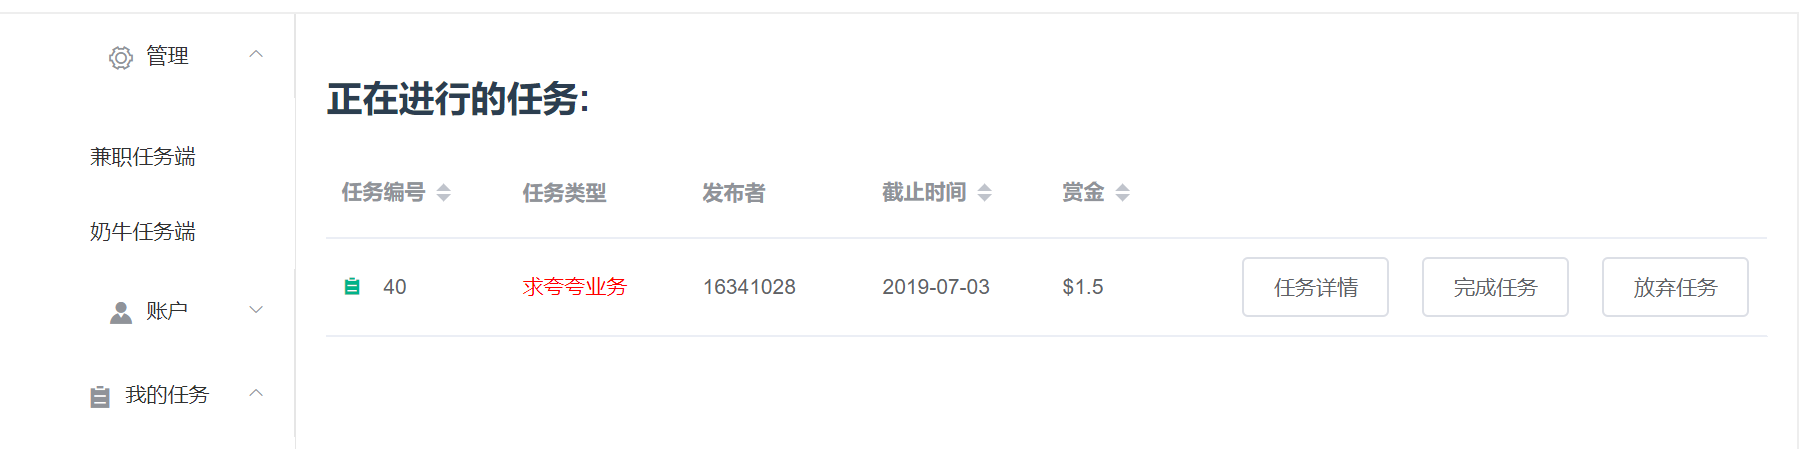 管理
兼职任务端
奶牛任务端
账户
我的任务
正在进行的任务:
任务编号 任务类型 发布者 截止时间 赏金
40 求夸夸业务 16341028 2019-07-03 $1.5 任务详情 完成任务 放弃任务